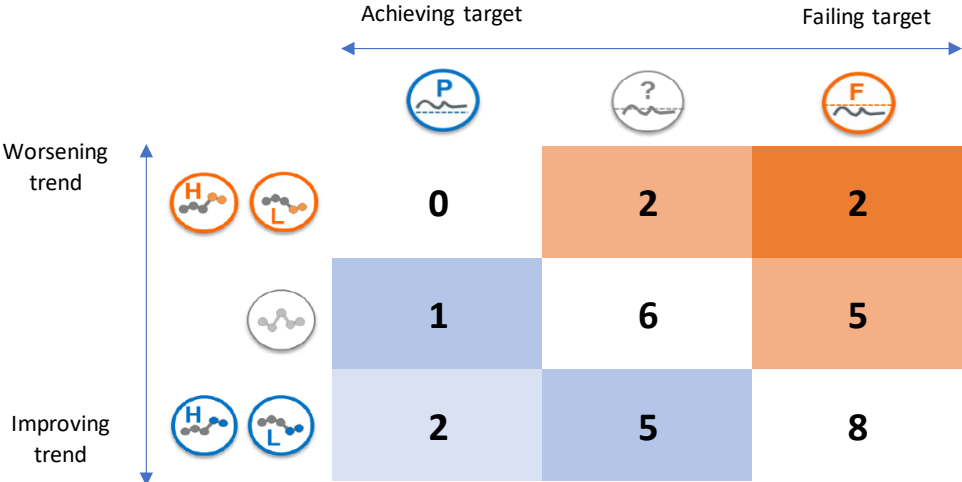 Achieving target
Failing target
P
?
F
Worsening
trend
H
L
0
2
2
1
6
5
Improving
trend
H
L
2
5
8